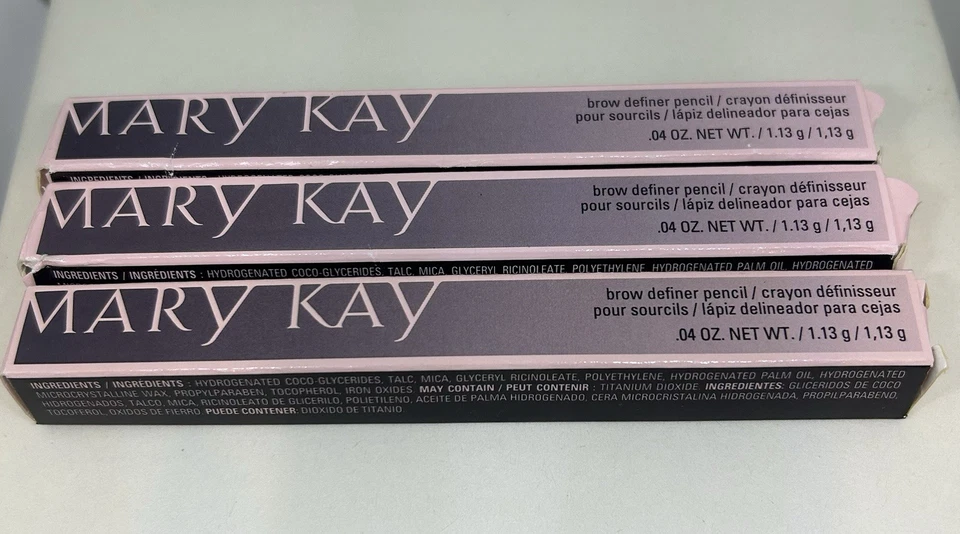 MARY KAY
brow definer pencil / crayon définisseur
pour sourcils / lápiz delineador para cejas
.04 OZ. NET WT. / 1.13 g / 1,13 g
INGREDIENTS / INGRÉDIENTS
MARY KAY
brow definer pencil / crayon définisseur
pour sourcils / lápiz delineador para cejas
.04 OZ. NET WT. / 1.13 g / 1,13 g
INGREDIENTS / INGRÉDIENTS : HYDROGENATED COCO-GLYCERIDES, TALC, MICA, GLYCERYL RICINOLEATE, POLYETHYLENE, HYDROGENATED PALM OIL, HYDROGENATED
MARY KAY
brow definer pencil / crayon définisseur
pour sourcils / lápiz delineador para cejas
.04 OZ. NET WT. / 1.13 g / 1,13 g
INGREDIENTS / INGRÉDIENTS : HYDROGENATED COCO-GLYCERIDES, TALC, MICA, GLYCERYL RICINOLEATE, POLYETHYLENE, HYDROGENATED PALM OIL, HYDROGENATED
MICROCRYSTALLINE WAX, PROPYLPARABEN, TOCOPHEROL, IRON OXIDES. MAY CONTAIN / PEUT CONTENIR : TITANIUM DIOXIDE. INGREDIENTES: GLICERIDOS DE COCO
HIDROGENADOS, TALCO, MICA, RICINOLEATO DE GLICERILO, POLIETILENO, ACEITE DE PALMA HIDROGENADO, CERA MICROCRISTALINA HIDROGENADA, PROPILPARABENO,
TOCOFEROL, OXIDOS DE FIERRO. PUEDE CONTENER: DIOXIDO DE TITANIO